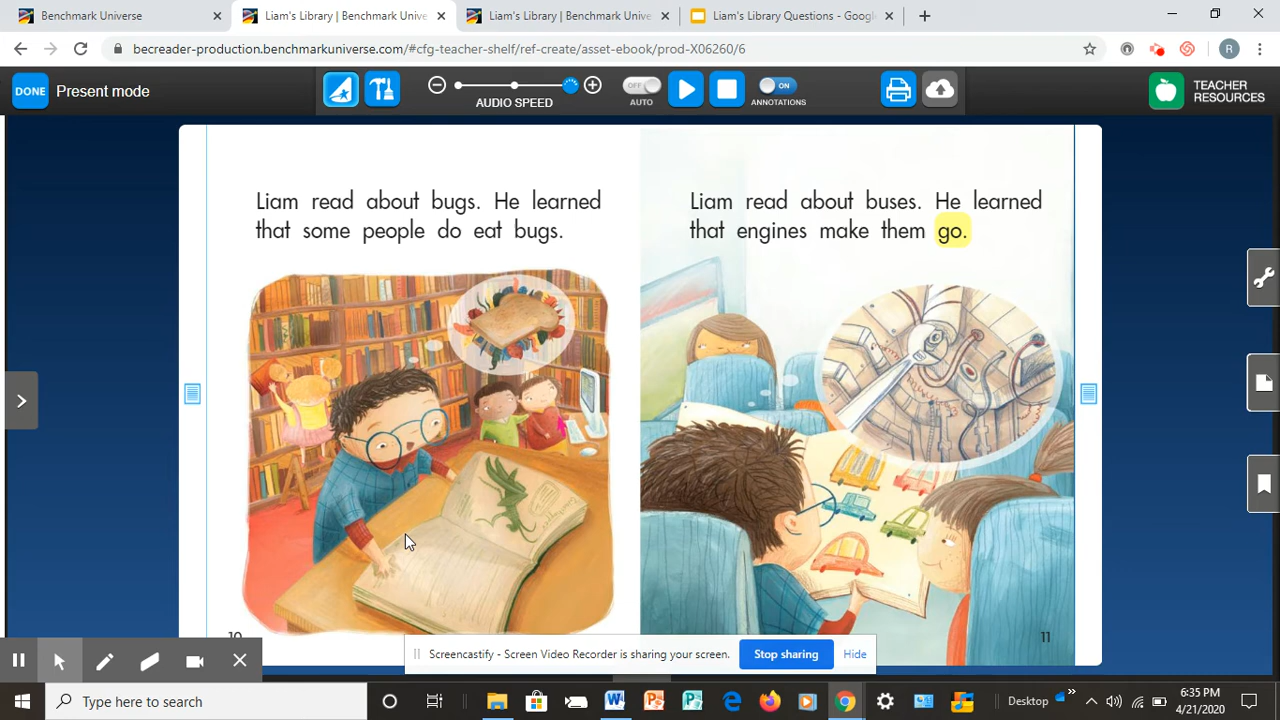 Benchmark Universe
Liam's Library | Benchmark Unive
Liam's Library | Benchmark Unive
Liam's Library Questions - Googl
becreader-production.benchmarkuniverse.com/#cfg-teacher-shelf/ref-create/asset-ebook/prod-X06260/6
R
DONE
Present mode
AUDIO SPEED
OFF
AUTO
ON
ANNOTATIONS
TEACHER
RESOURCES
Liam read about bugs. He learned
that some people do eat bugs.
Liam read about buses. He learned
that engines make them go.
10
11
Screencastify - Screen Video Recorder is sharing your screen.
Stop sharing
Hide
Type here to search
Desktop
6:35 PM
4/21/2020